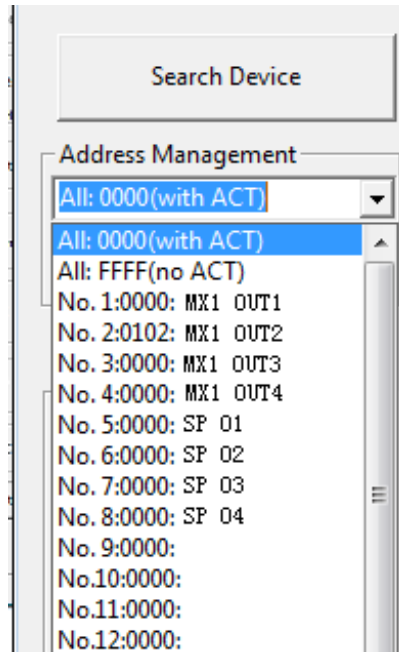 Search Device
Address Management
All: 0000(with ACT)
All: 0000(with ACT)
All: FFFF(no ACT)
No. 1:0000: MX1 OUT1
No. 2:0102: MX1 OUT2
No. 3:0000: MX1 OUT3
No. 4:0000: MX1 OUT4
No. 5:0000: SP 01
No. 6:0000: SP 02
No. 7:0000: SP 03
No. 8:0000: SP 04
No. 9:0000:
No.10:0000:
No.11:0000:
No.12:0000: